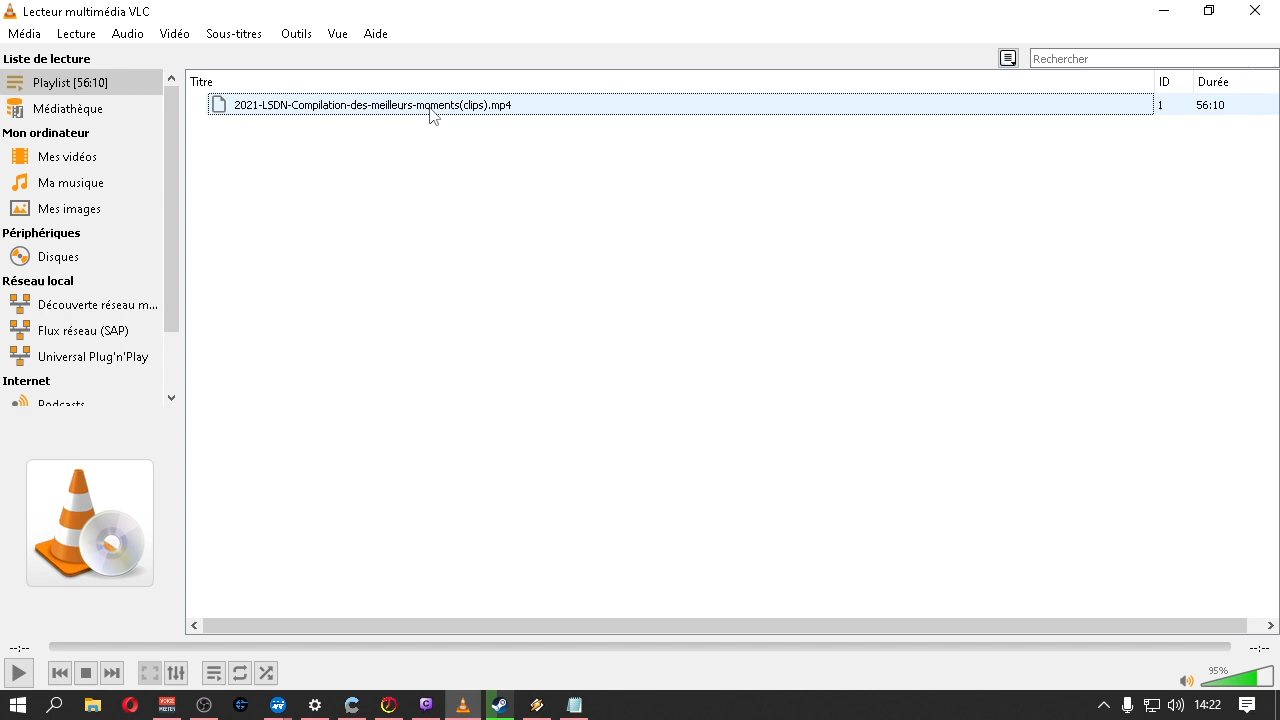 Lecteur multimédia VLC
Média Lecture Audio Vidéo Sous-titres Outils Vue Aide
Liste de lecture
Rechercher
Playlist [56:10]
Médiathèque
Mon ordinateur
Mes vidéos
Ma musique
Mes images
Périphériques
Disques
Réseau local
Découverte réseau m...
Flux réseau (SAP)
Universal Plug'n'Play
Internet
Podcasts
Titre ID Durée
2021-LSDN-Compilation-des-meilleurs-moments(clips).mp4 1 56:10
--:-- --:--
95%
VOICE
MEETER
14:22